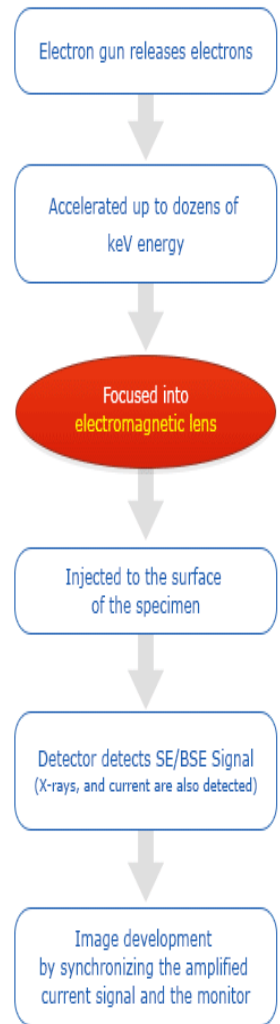 Electron gun releases electrons
Accelerated up to dozens of
keV energy
Focused into
electromagnetic lens
Injected to the surface
of the specimen
Detector detects SE/BSE Signal
(X-rays, and current are also detected)
Image development
by synchronizing the amplified
current signal and the monitor